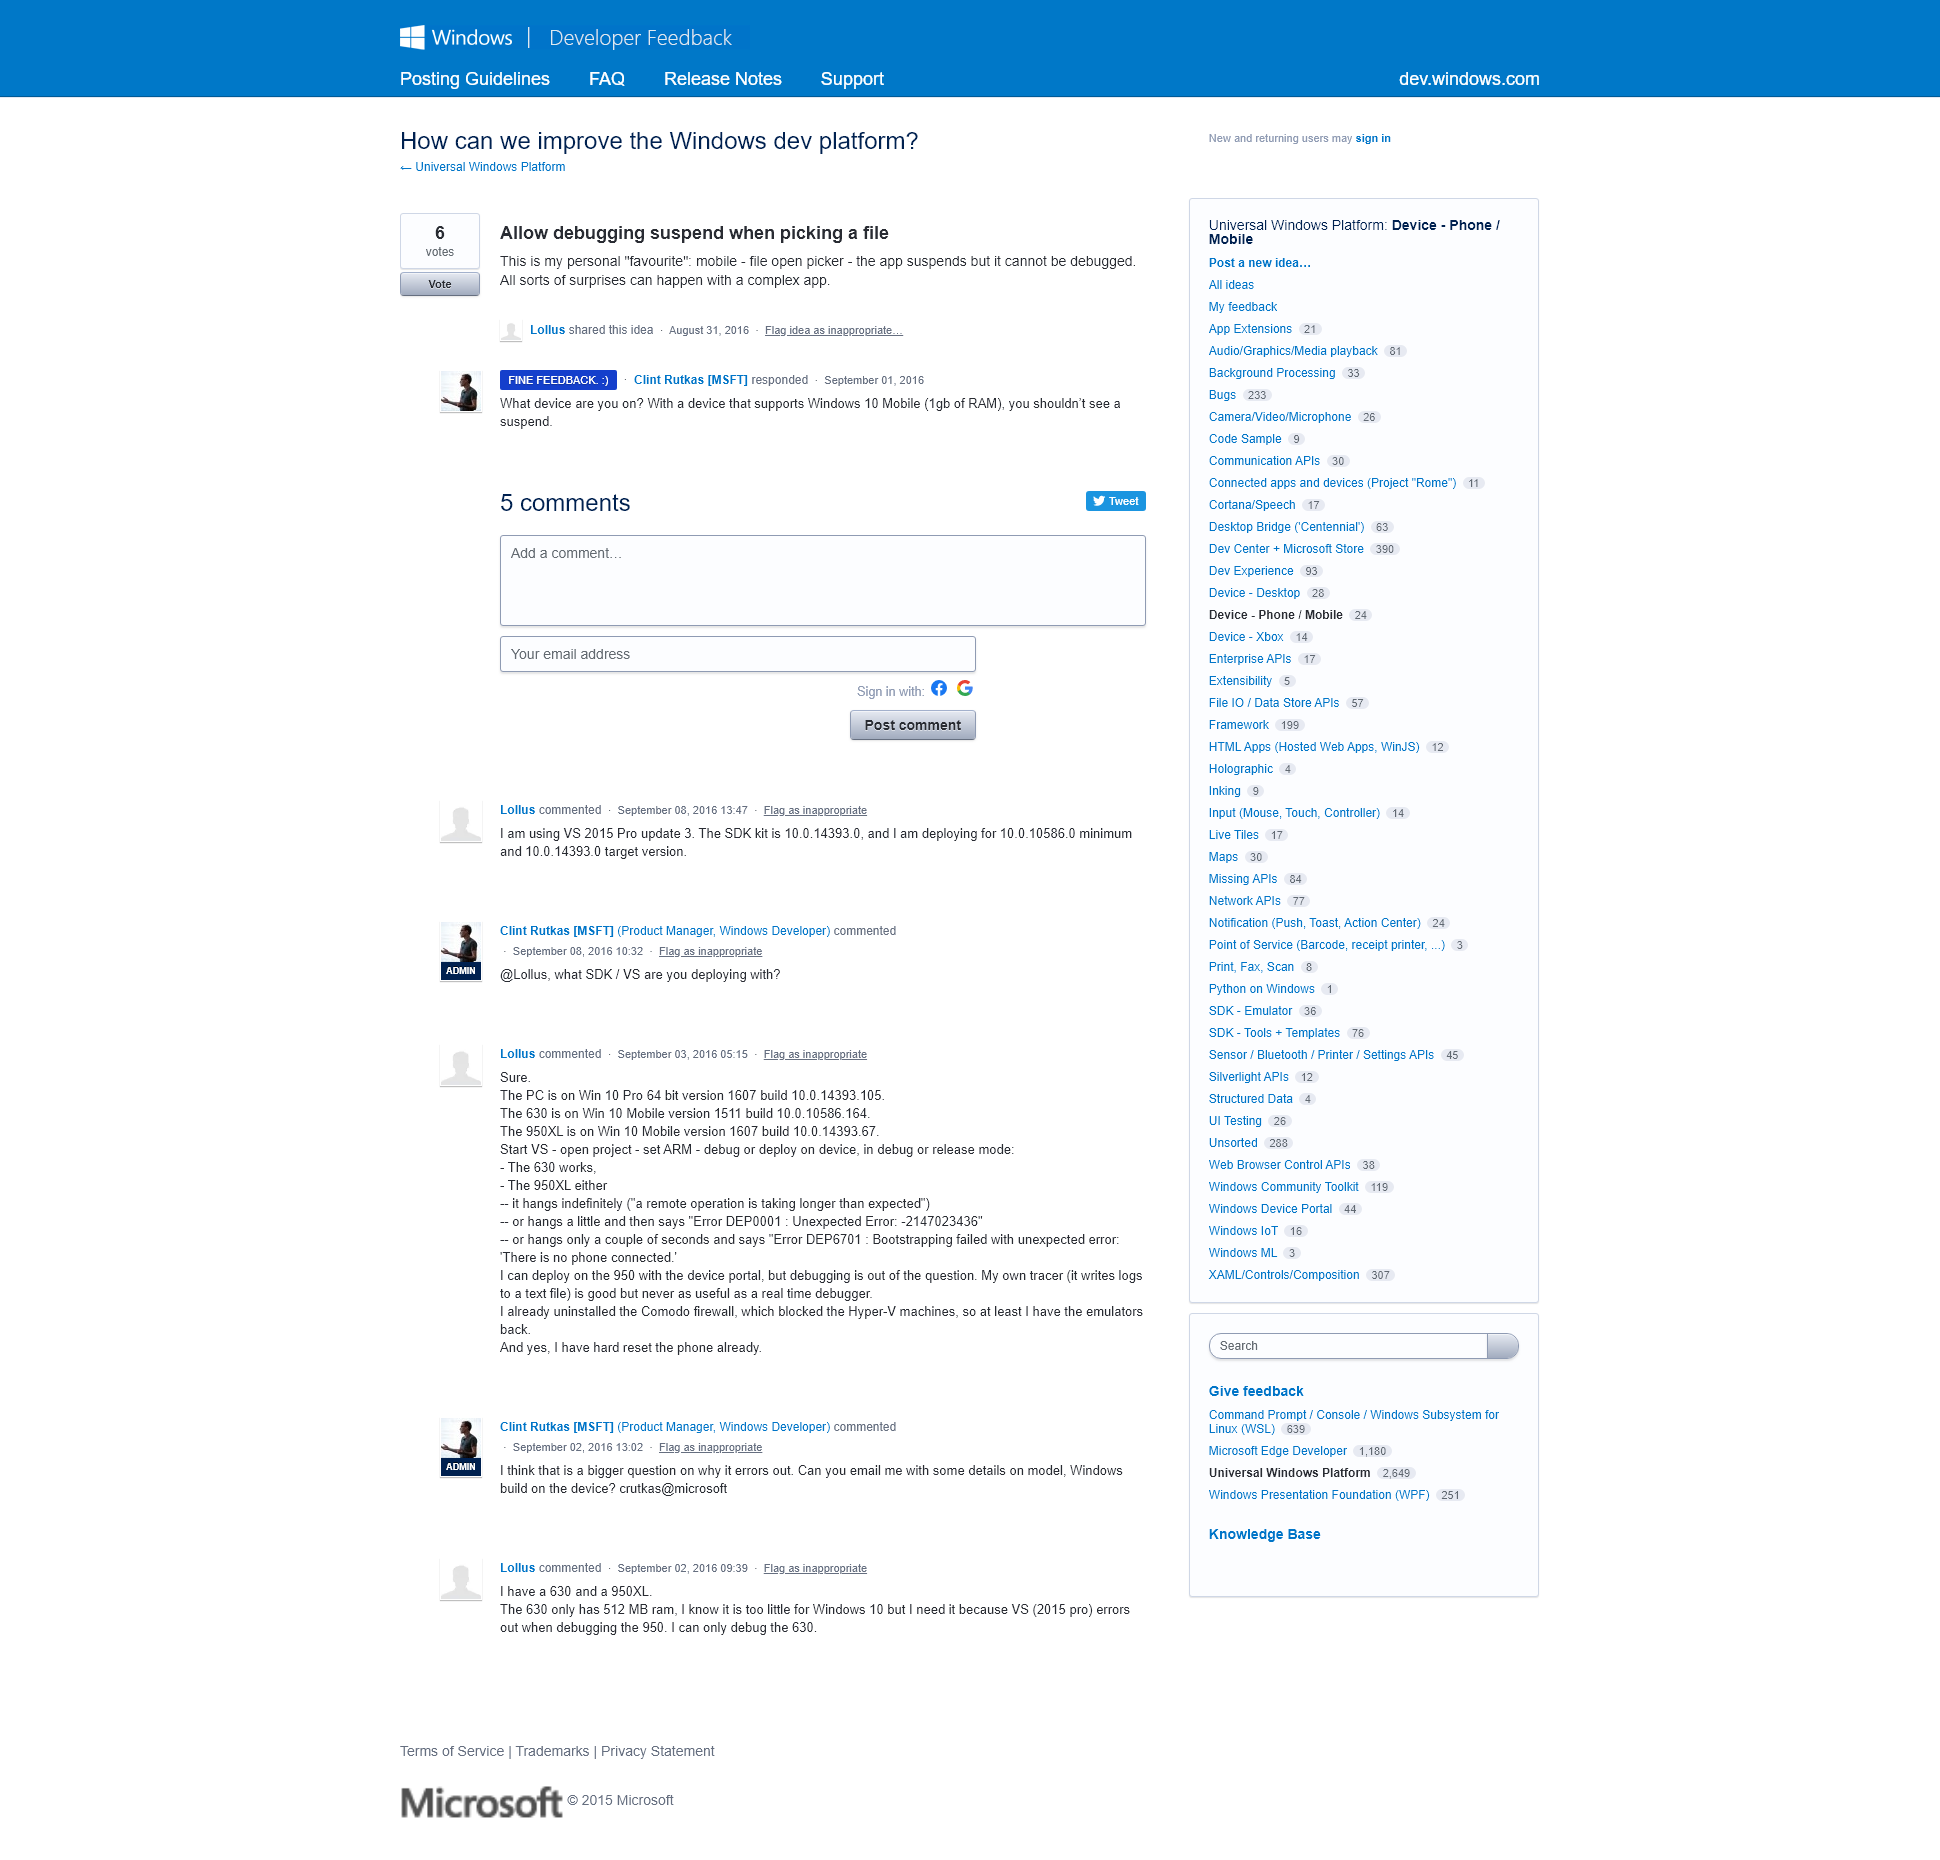 Windows | Developer Feedback
Posting Guidelines FAQ Release Notes Support dev.windows.com
How can we improve the Windows dev platform?
← Universal Windows Platform
New and returning users may sign in
6
votes
Vote
Allow debugging suspend when picking a file
This is my personal "favourite": mobile - file open picker - the app suspends but it cannot be debugged.
All sorts of surprises can happen with a complex app.
Lollus shared this idea · August 31, 2016 · Flag idea as inappropriate…
FINE FEEDBACK. :) · Clint Rutkas [MSFT] responded · September 01, 2016
What device are you on? With a device that supports Windows 10 Mobile (1gb of RAM), you shouldn't see a
suspend.
5 comments
Tweet
Add a comment…
Your email address
Sign in with:
Post comment
Lollus commented · September 08, 2016 13:47 · Flag as inappropriate
I am using VS 2015 Pro update 3. The SDK kit is 10.0.14393.0, and I am deploying for 10.0.10586.0 minimum
and 10.0.14393.0 target version.
Clint Rutkas [MSFT] (Product Manager, Windows Developer) commented
· September 08, 2016 10:32 · Flag as inappropriate
ADMIN
@Lollus, what SDK / VS are you deploying with?
Lollus commented · September 03, 2016 05:15 · Flag as inappropriate
Sure.
The PC is on Win 10 Pro 64 bit version 1607 build 10.0.14393.105.
The 630 is on Win 10 Mobile version 1511 build 10.0.10586.164.
The 950XL is on Win 10 Mobile version 1607 build 10.0.14393.67.
Start VS - open project - set ARM - debug or deploy on device, in debug or release mode:
- The 630 works,
- The 950XL either
-- it hangs indefinitely ("a remote operation is taking longer than expected")
-- or hangs a little and then says "Error DEP0001 : Unexpected Error: -2147023436"
-- or hangs only a couple of seconds and says "Error DEP6701 : Bootstrapping failed with unexpected error:
'There is no phone connected.'
I can deploy on the 950 with the device portal, but debugging is out of the question. My own tracer (it writes logs
to a text file) is good but never as useful as a real time debugger.
I already uninstalled the Comodo firewall, which blocked the Hyper-V machines, so at least I have the emulators
back.
And yes, I have hard reset the phone already.
Clint Rutkas [MSFT] (Product Manager, Windows Developer) commented
· September 02, 2016 13:02 · Flag as inappropriate
ADMIN
I think that is a bigger question on why it errors out. Can you email me with some details on model, Windows
build on the device? crutkas@microsoft
Lollus commented · September 02, 2016 09:39 · Flag as inappropriate
I have a 630 and a 950XL.
The 630 only has 512 MB ram, I know it is too little for Windows 10 but I need it because VS (2015 pro) errors
out when debugging the 950. I can only debug the 630.
Universal Windows Platform: Device - Phone /
Mobile
Post a new idea…
All ideas
My feedback
App Extensions 21
Audio/Graphics/Media playback 81
Background Processing 33
Bugs 233
Camera/Video/Microphone 26
Code Sample 9
Communication APIs 30
Connected apps and devices (Project "Rome") 11
Cortana/Speech 17
Desktop Bridge ('Centennial') 63
Dev Center + Microsoft Store 390
Dev Experience 93
Device - Desktop 28
Device - Phone / Mobile 24
Device - Xbox 14
Enterprise APIs 17
Extensibility 5
File IO / Data Store APIs 57
Framework 199
HTML Apps (Hosted Web Apps, WinJS) 12
Holographic 4
Inking 9
Input (Mouse, Touch, Controller) 14
Live Tiles 17
Maps 30
Missing APIs 84
Network APIs 77
Notification (Push, Toast, Action Center) 24
Point of Service (Barcode, receipt printer, ...) 3
Print, Fax, Scan 8
Python on Windows 1
SDK - Emulator 36
SDK - Tools + Templates 76
Sensor / Bluetooth / Printer / Settings APIs 45
Silverlight APIs 12
Structured Data 4
UI Testing 26
Unsorted 288
Web Browser Control APIs 38
Windows Community Toolkit 119
Windows Device Portal 44
Windows IoT 16
Windows ML 3
XAML/Controls/Composition 307
Search
Give feedback
Command Prompt / Console / Windows Subsystem for
Linux (WSL) 639
Microsoft Edge Developer 1,180
Universal Windows Platform 2,649
Windows Presentation Foundation (WPF) 251
Knowledge Base
Terms of Service | Trademarks | Privacy Statement
Microsoft © 2015 Microsoft